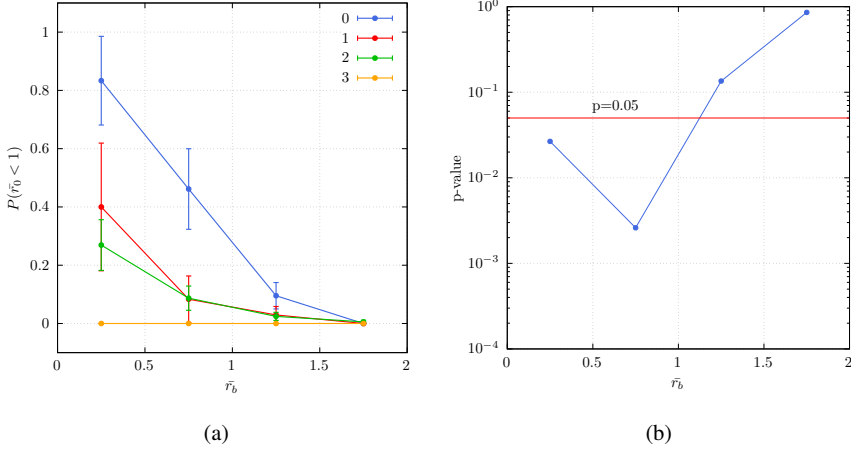 0
1
2
3
1
0.8
0.6
0.4
0.2
0
P(r̄₀ < 1)
0 0.5 1 1.5 2
r̄_b
(a)
10⁰
10⁻¹
10⁻²
10⁻³
10⁻⁴
p-value
p=0.05
0 0.5 1 1.5 2
r̄_b
(b)